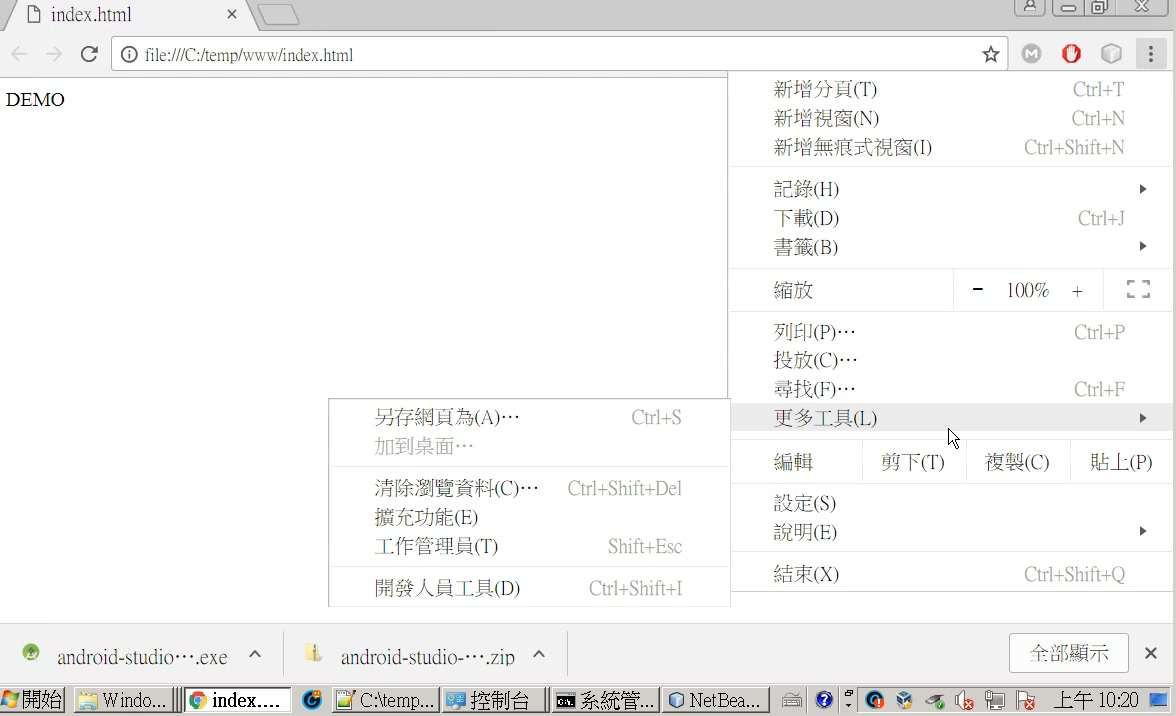 index.html
file:///C:/temp/www/index.html
DEMO
新增分頁(T) Ctrl+T
新增視窗(N) Ctrl+N
新增無痕式視窗(I) Ctrl+Shift+N
記錄(H)
下載(D) Ctrl+J
書籤(B)
縮放 - 100% +
列印(P)⋯ Ctrl+P
投放(C)⋯
尋找(F)⋯ Ctrl+F
更多工具(L)
編輯 剪下(T) 複製(C) 貼上(P)
設定(S)
說明(E)
結束(X) Ctrl+Shift+Q
另存網頁為(A)⋯ Ctrl+S
加到桌面⋯
清除瀏覽資料(C)⋯ Ctrl+Shift+Del
擴充功能(E)
工作管理員(T) Shift+Esc
開發人員工具(D) Ctrl+Shift+I
android-studio⋯.exe android-studio-⋯.zip 全部顯示
開始 Windo... index.... C:\temp... 控制台 系統管... NetBea... 上午 10:20